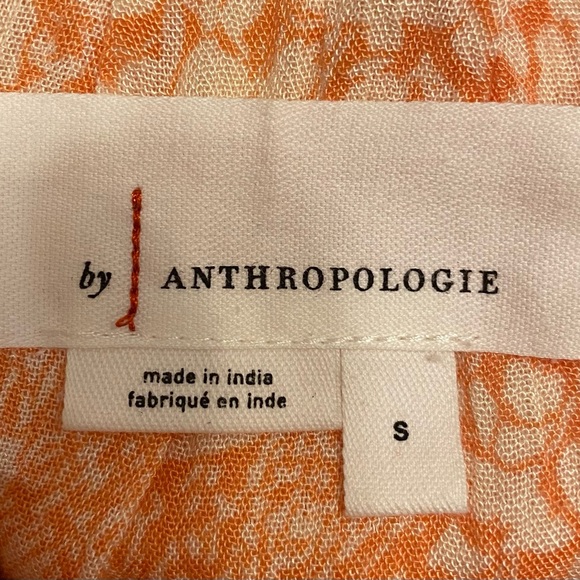 by ANTHROPOLOGIE
made in india
fabriqué en inde
S